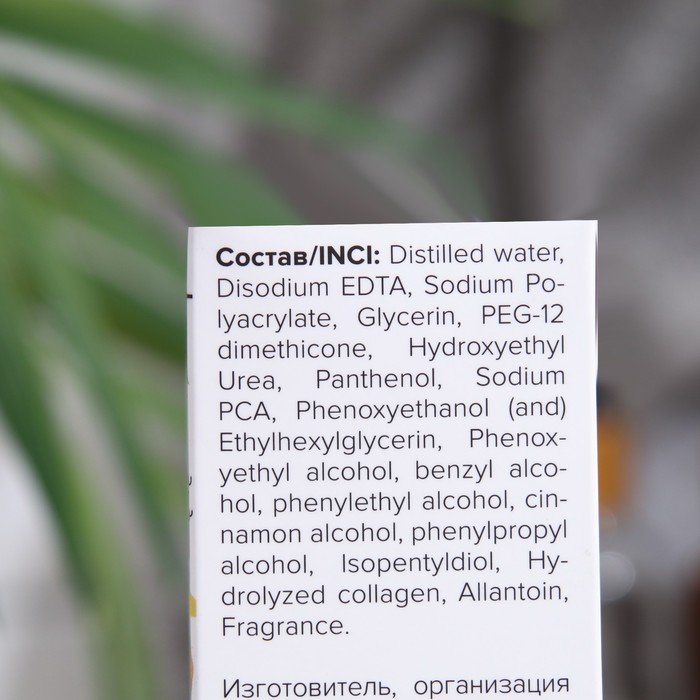 Состав/INCI: Distilled water,
Disodium EDTA, Sodium Po-
lyacrylate, Glycerin, PEG-12
dimethicone, Hydroxyethyl
Urea, Panthenol, Sodium
PCA, Phenoxyethanol (and)
Ethylhexylglycerin, Phenox-
yethyl alcohol, benzyl alco-
hol, phenylethyl alcohol, cin-
namon alcohol, phenylpropyl
alcohol, Isopentyldiol, Hy-
drolyzed collagen, Allantoin,
Fragrance.
Изготовитель, организация